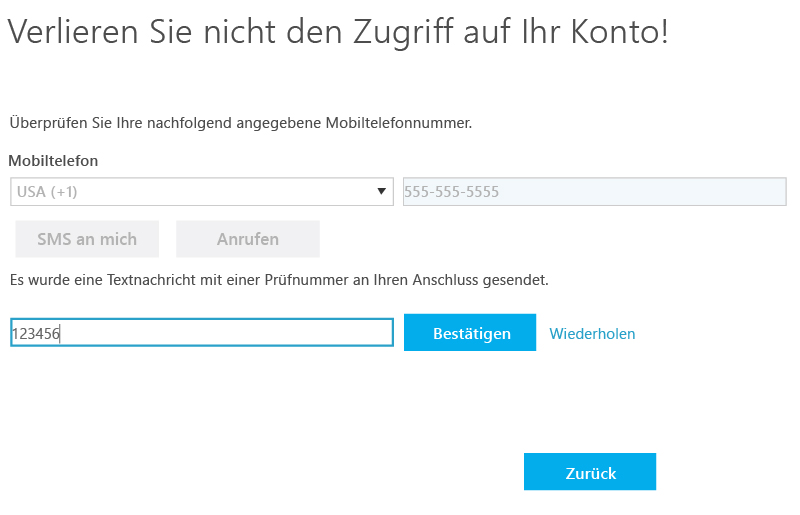 Verlieren Sie nicht den Zugriff auf Ihr Konto!
Überprüfen Sie Ihre nachfolgend angegebene Mobiltelefonnummer.
Mobiltelefon
USA (+1) 555-555-5555
SMS an mich Anrufen
Es wurde eine Textnachricht mit einer Prüfnummer an Ihren Anschluss gesendet.
123456 Bestätigen Wiederholen
Zurück